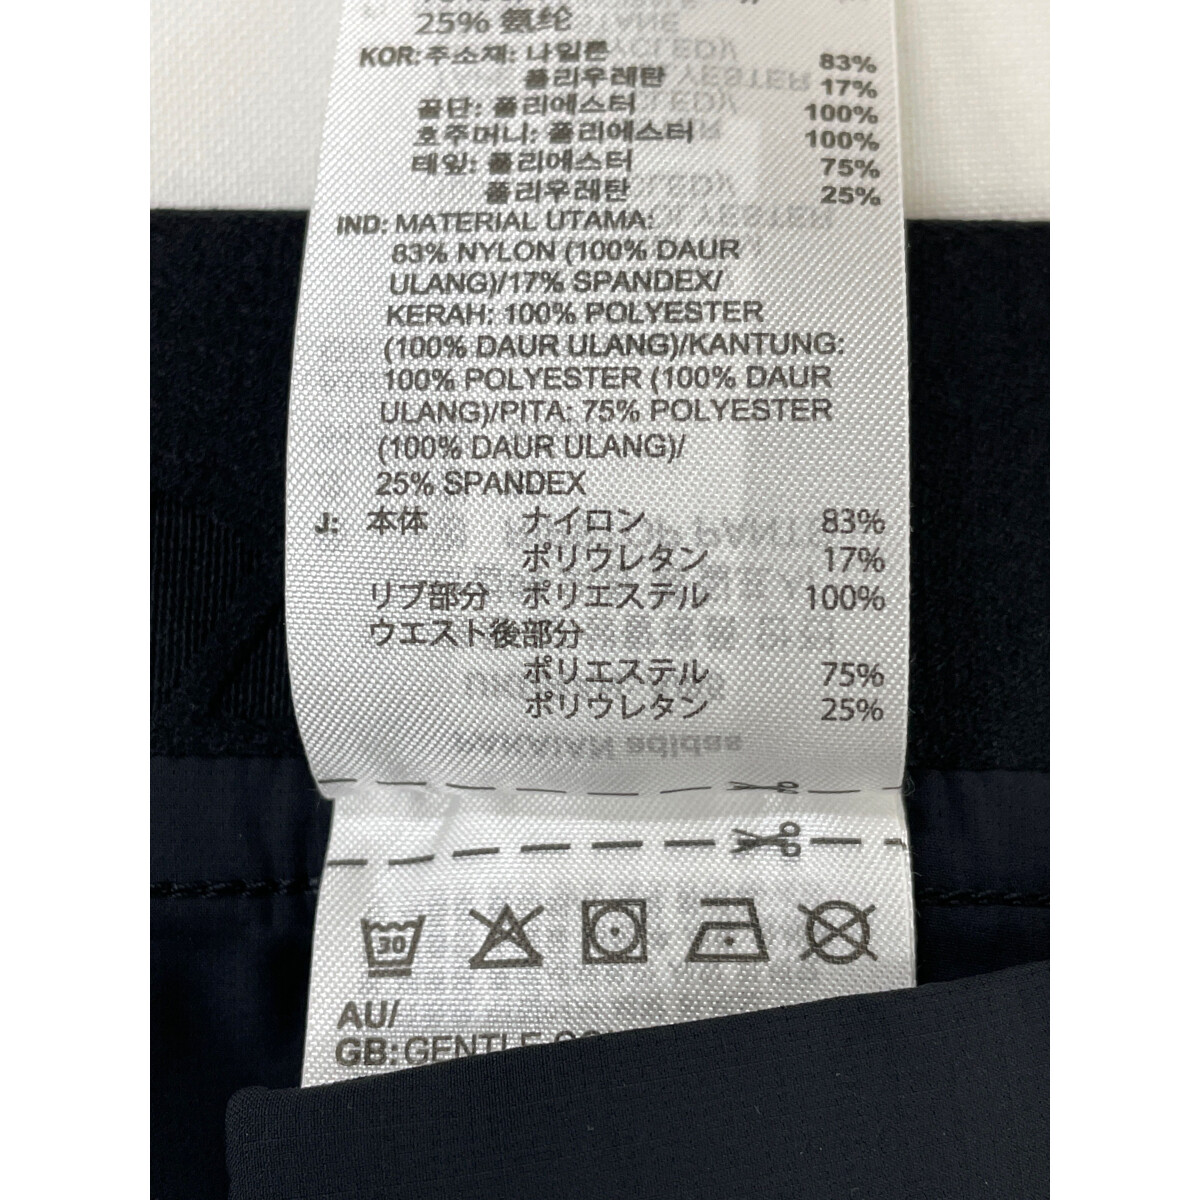 25% 氨纶
KOR: 주소재: 나일론 83%
폴리우레탄 17%
끝단: 폴리에스터 100%
호주머니: 폴리에스터 100%
테잎: 폴리에스터 75%
폴리우레탄 25%
IND: MATERIAL UTAMA:
83% NYLON (100% DAUR
ULANG)/17% SPANDEX/
KERAH: 100% POLYESTER
(100% DAUR ULANG)/KANTUNG:
100% POLYESTER (100% DAUR
ULANG)/PITA: 75% POLYESTER
(100% DAUR ULANG)/
25% SPANDEX
J: 本体 ナイロン 83%
ポリウレタン 17%
リブ部分 ポリエステル 100%
ウエスト後部分
ポリエステル 75%
ポリウレタン 25%
30
AU/
GB: GENTLE